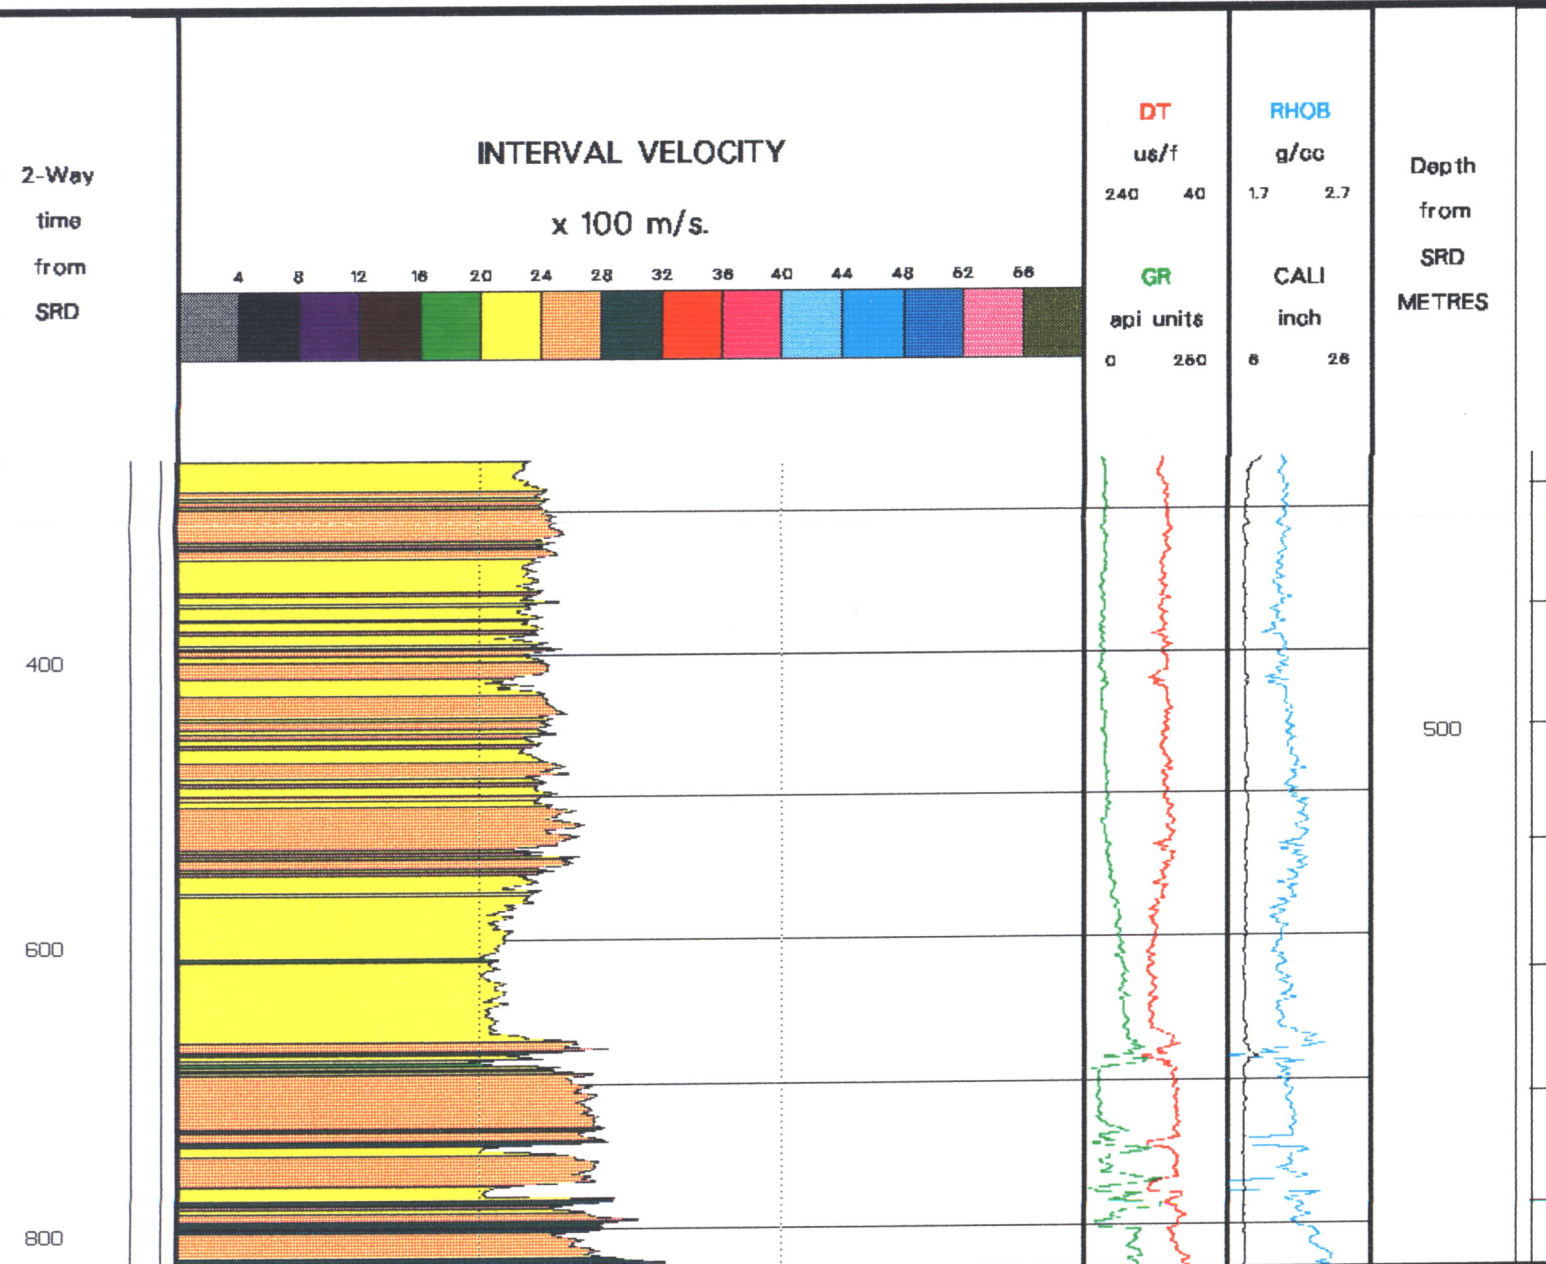 2-Way
time
from
SRD
INTERVAL VELOCITY
x 100 m/s.
4 8 12 16 20 24 28 32 36 40 44 48 52 56
DT
us/f
240 40
GR
api units
0 250
RHOB
g/cc
1.7 2.7
CALI
inch
6 26
Depth
from
SRD
METRES
400
500
600
800